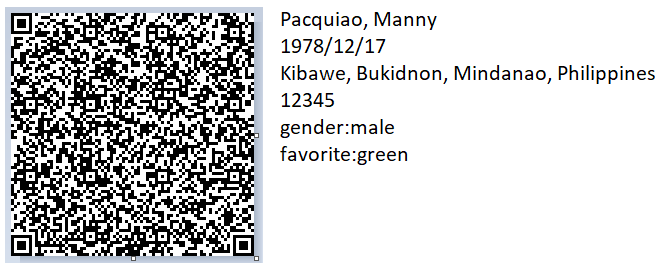 Pacquiao, Manny
1978/12/17
Kibawe, Bukidnon, Mindanao, Philippines
12345
gender:male
favorite:green